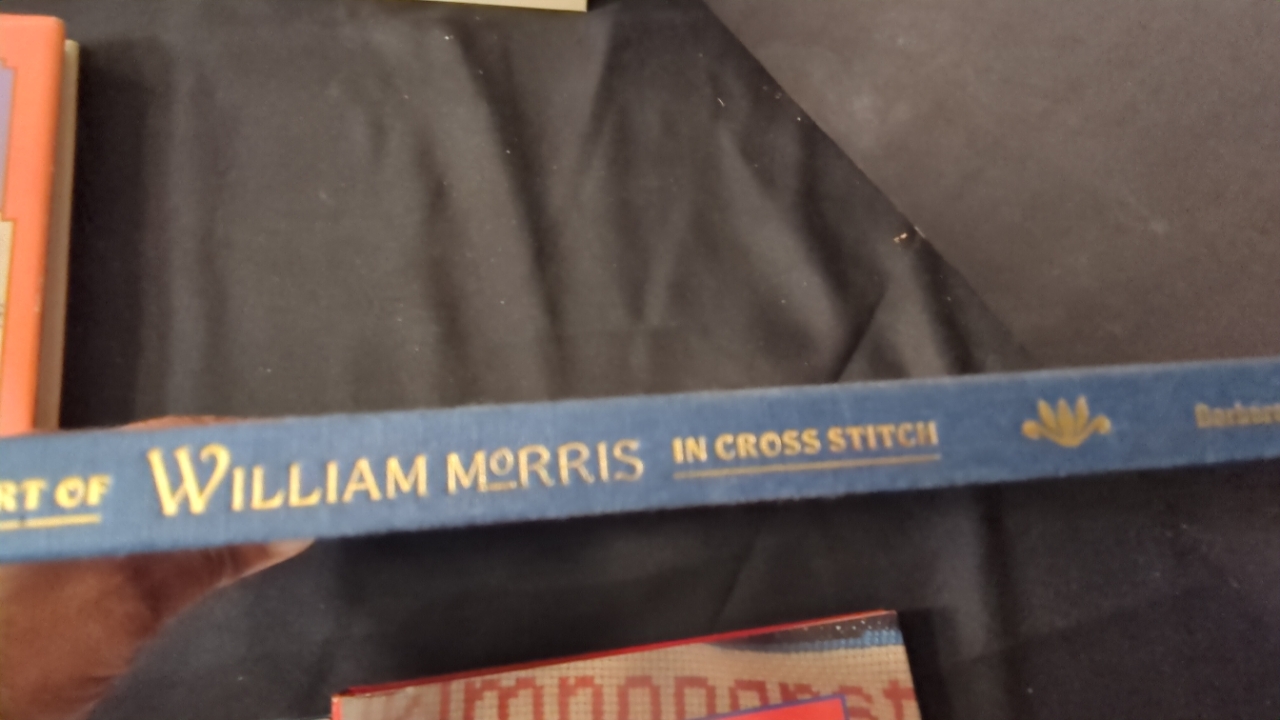 RT OF WILLIAM MORRIS IN CROSS STITCH